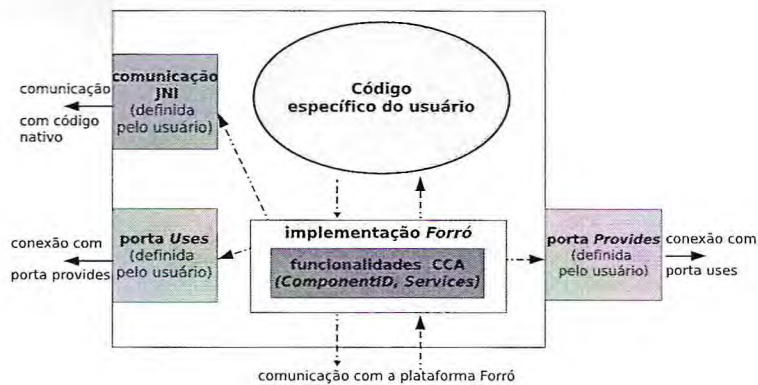 comunicação
com código
nativo
comunicação
JNI
(definida
pelo usuário)
Código
específico do usuário
conexão com
porta provides
porta Uses
(definida
pelo usuário)
implementação Forró
funcionalidades CCA
(ComponentID, Services)
porta Provides
(definida
pelo usuário)
conexão com
porta uses
comunicação com a plataforma Forró